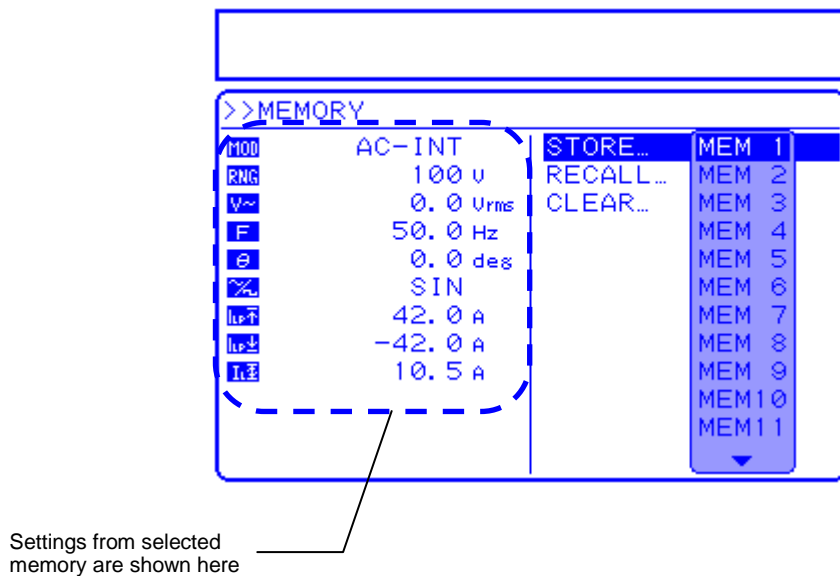 >>MEMORY
MOD AC-INT
RNG 100 V
V~ 0.0 Vrms
F 50.0 Hz
θ 0.0 deg
SIN
42.0 A
-42.0 A
10.5 A
STORE… MEM 1
RECALL… MEM 2
CLEAR… MEM 3
MEM 4
MEM 5
MEM 6
MEM 7
MEM 8
MEM 9
MEM10
MEM11
Settings from selected
memory are shown here